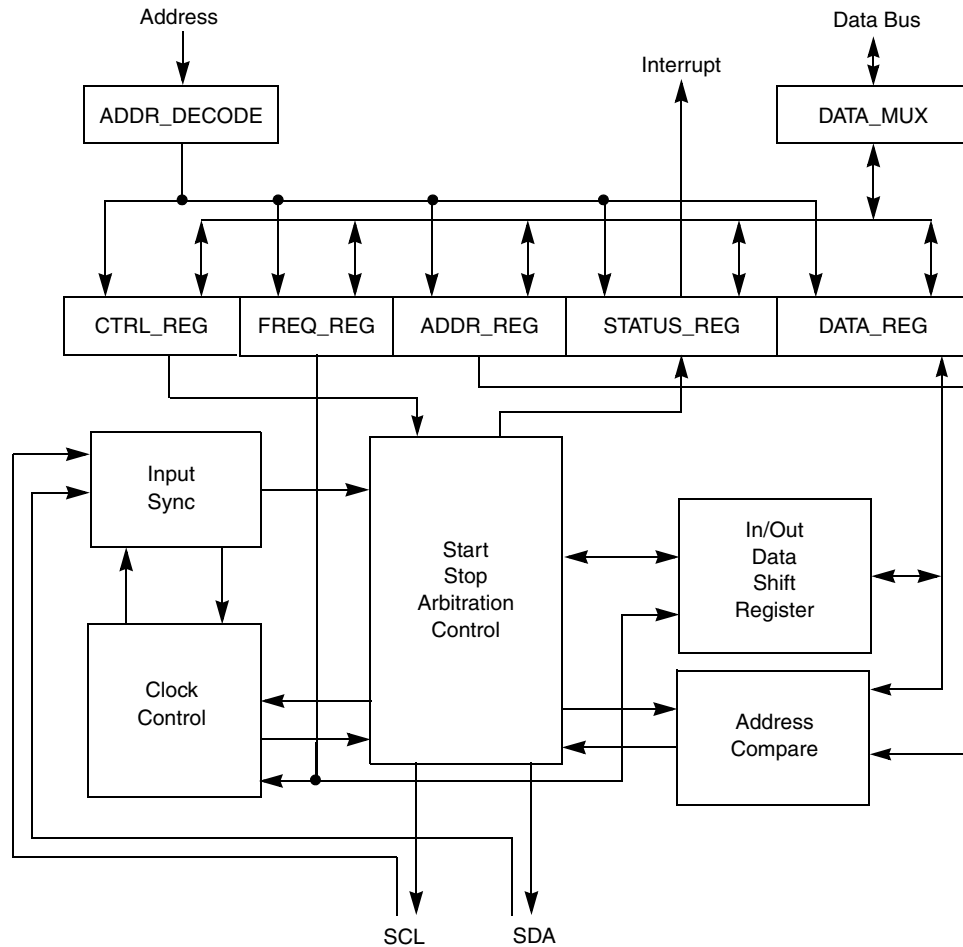 Address
Data Bus
Interrupt
ADDR_DECODE
DATA_MUX
CTRL_REG
FREQ_REG
ADDR_REG
STATUS_REG
DATA_REG
Input
Sync
Start
Stop
Arbitration
Control
In/Out
Data
Shift
Register
Clock
Control
Address
Compare
SCL
SDA